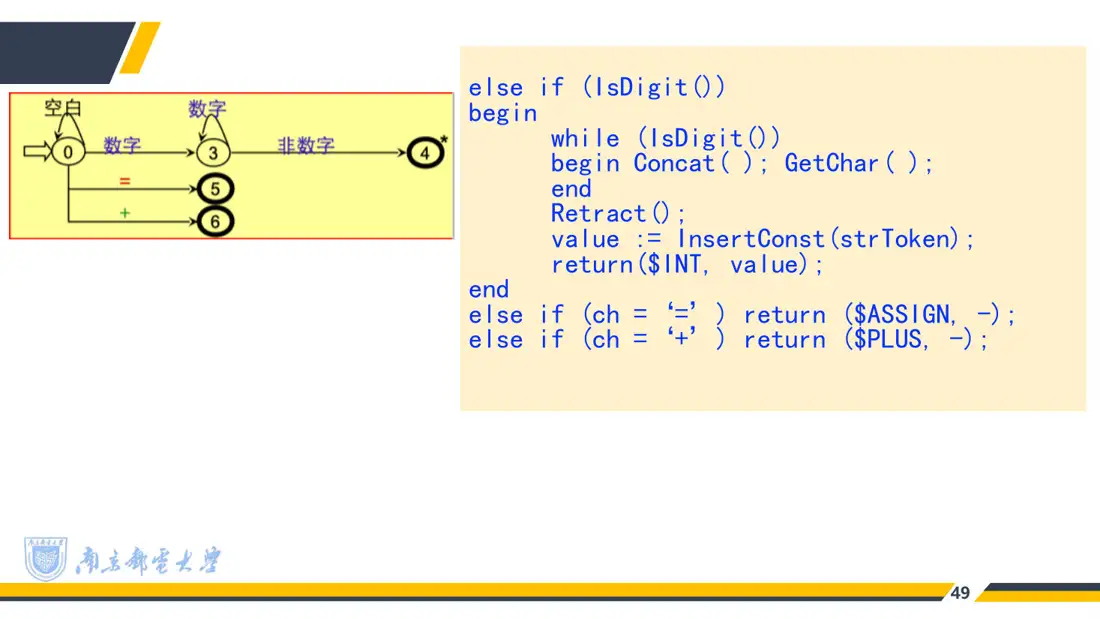 空白
数字
0
数字
3
非数字
4
*
=
5
+
6
else if (IsDigit())
begin
while (IsDigit())
begin Concat( ); GetChar( );
end
Retract();
value := InsertConst(strToken);
return($INT, value);
end
else if (ch = ‘=’ ) return ($ASSIGN, -);
else if (ch = ‘+’ ) return ($PLUS, -);
南京邮电大学
49